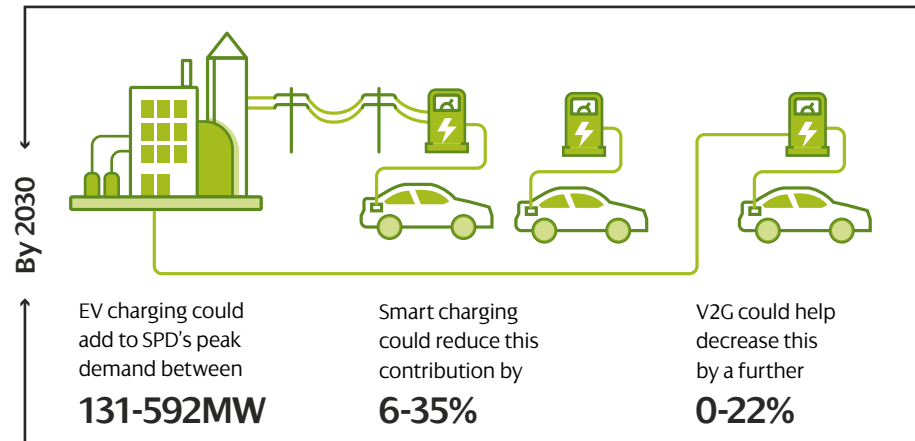 By 2030
EV charging could
add to SPD's peak
demand between
131-592MW
Smart charging
could reduce this
contribution by
6-35%
V2G could help
decrease this
by a further
0-22%